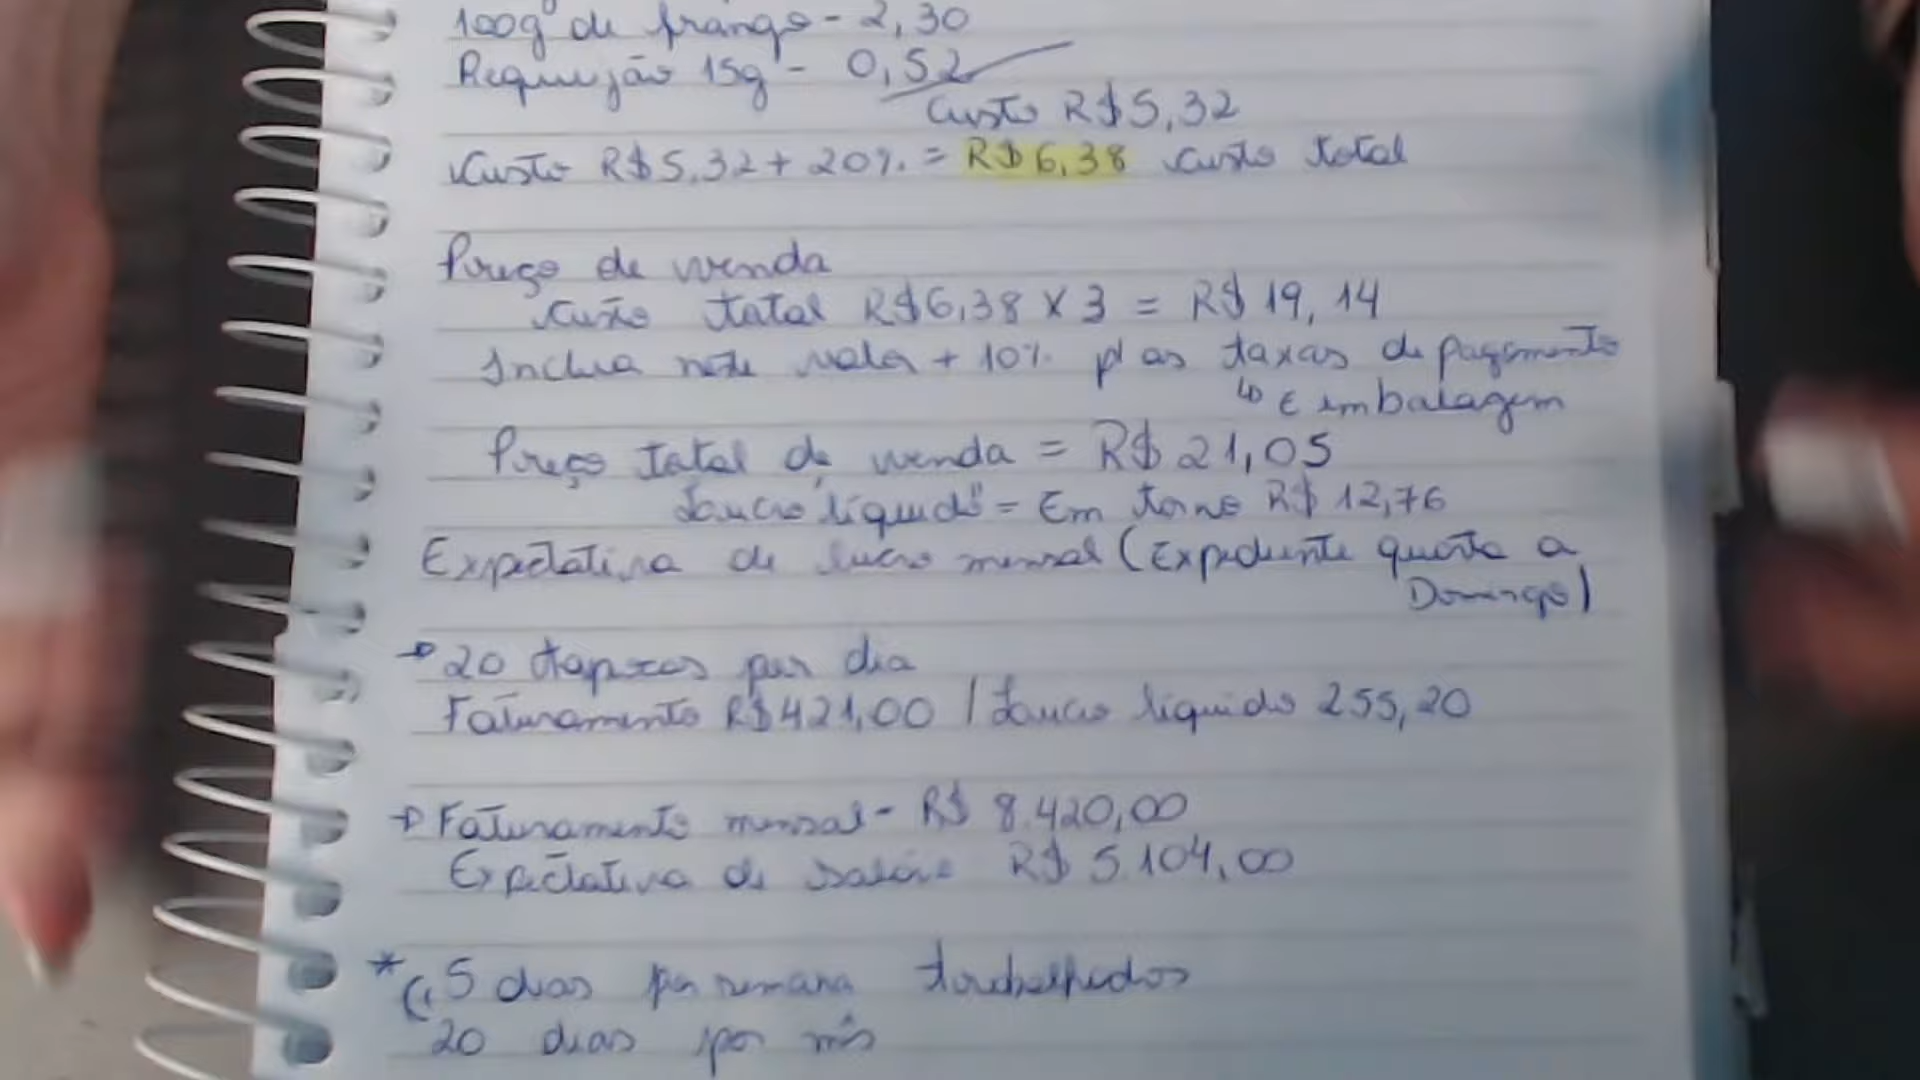 100g de frango - 2,30
Requeijão 15g - 0,52
Custo R$5,32
Custo R$5,32 + 20% = R$6,38 custo total
Preço de venda
Custo total R$6,38 X 3 = R$ 19,14
Inclua neste valor + 10% p/ as taxas de pagamento
↳ E embalagem
Preço total de venda = R$ 21,05
Lucro líquido = Em torno R$ 12,76
Expectativa de lucro mensal (Expediente quarta a
Domingo)
→ 20 tapiocas por dia
Faturamento R$421,00 / Lucro líquido 255,20
→ Faturamento mensal - R$ 8.420,00
Expectativa de salário R$ 5.104,00
* 5 dias por semana trabalhados
20 dias por mês